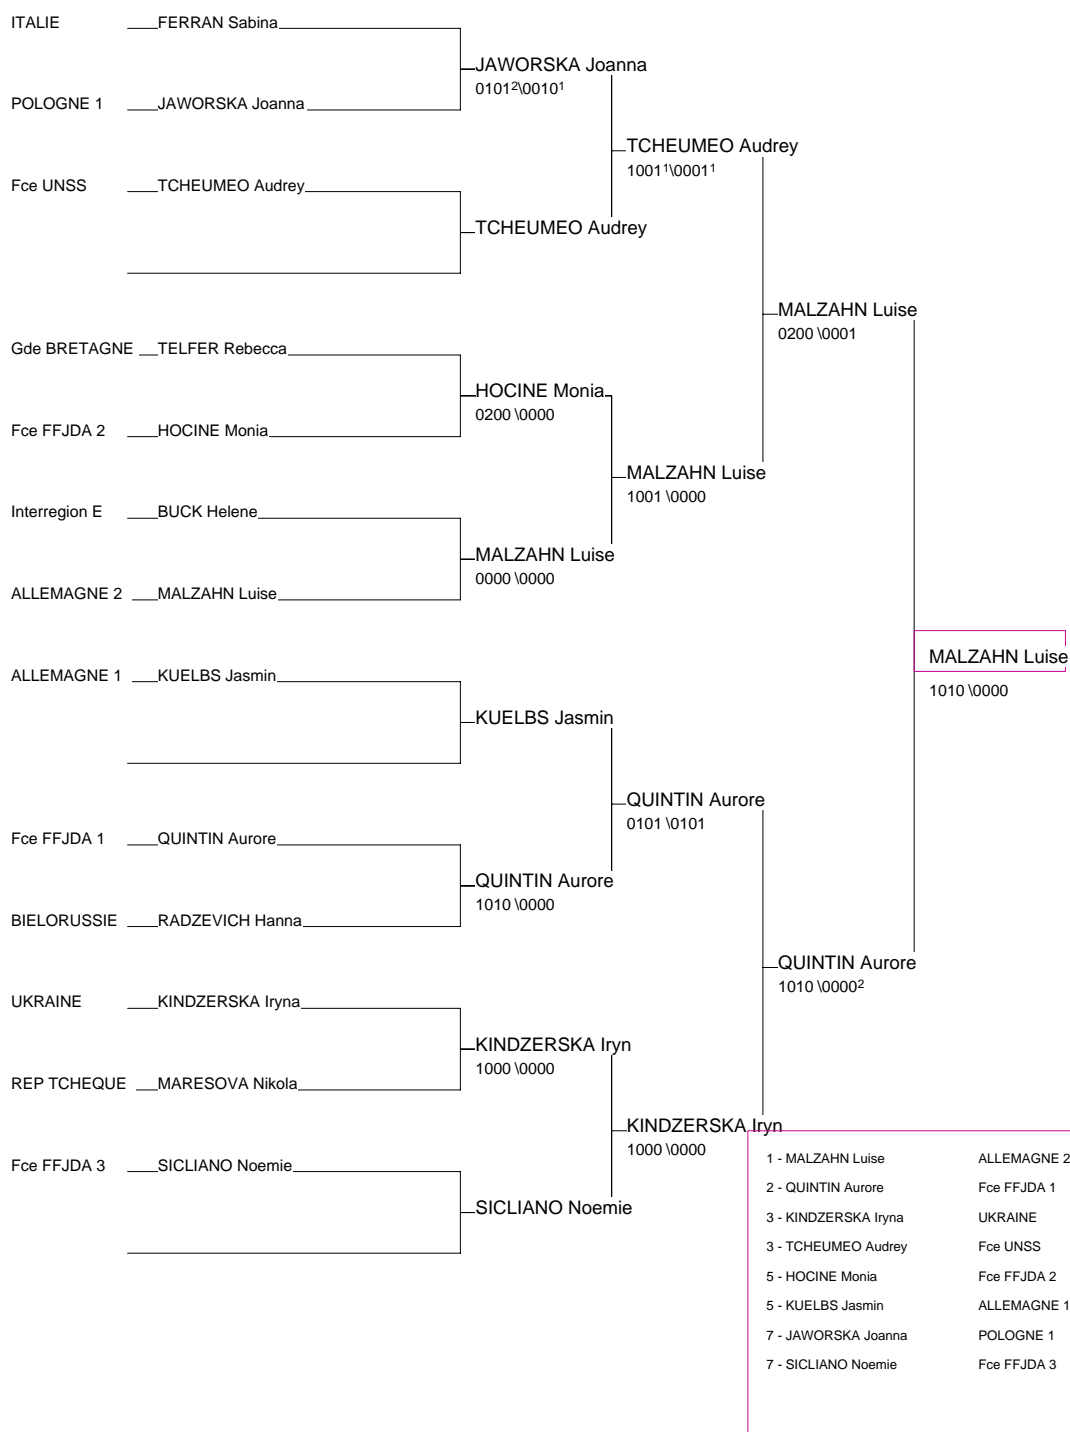 ITALIE FERRAN Sabina
JAWORSKA Joanna
0101²\0010¹
POLOGNE 1 JAWORSKA Joanna
TCHEUMEO Audrey
1001¹\0001¹
Fce UNSS TCHEUMEO Audrey
TCHEUMEO Audrey
MALZAHN Luise
0200 \0001
Gde BRETAGNE TELFER Rebecca
HOCINE Monia
0200 \0000
Fce FFJDA 2 HOCINE Monia
MALZAHN Luise
1001 \0000
Interregion E BUCK Helene
MALZAHN Luise
0000 \0000
ALLEMAGNE 2 MALZAHN Luise
MALZAHN Luise
1010 \0000
ALLEMAGNE 1 KUELBS Jasmin
KUELBS Jasmin
QUINTIN Aurore
0101 \0101
Fce FFJDA 1 QUINTIN Aurore
QUINTIN Aurore
1010 \0000
BIELORUSSIE RADZEVICH Hanna
QUINTIN Aurore
1010 \0000²
UKRAINE KINDZERSKA Iryna
KINDZERSKA Iryn
1000 \0000
REP TCHEQUE MARESOVA Nikola
KINDZERSKA Iryn
1000 \0000
Fce FFJDA 3 SICLIANO Noemie
SICLIANO Noemie
1 - MALZAHN Luise ALLEMAGNE 2
2 - QUINTIN Aurore Fce FFJDA 1
3 - KINDZERSKA Iryna UKRAINE
3 - TCHEUMEO Audrey Fce UNSS
5 - HOCINE Monia Fce FFJDA 2
5 - KUELBS Jasmin ALLEMAGNE 1
7 - JAWORSKA Joanna POLOGNE 1
7 - SICLIANO Noemie Fce FFJDA 3